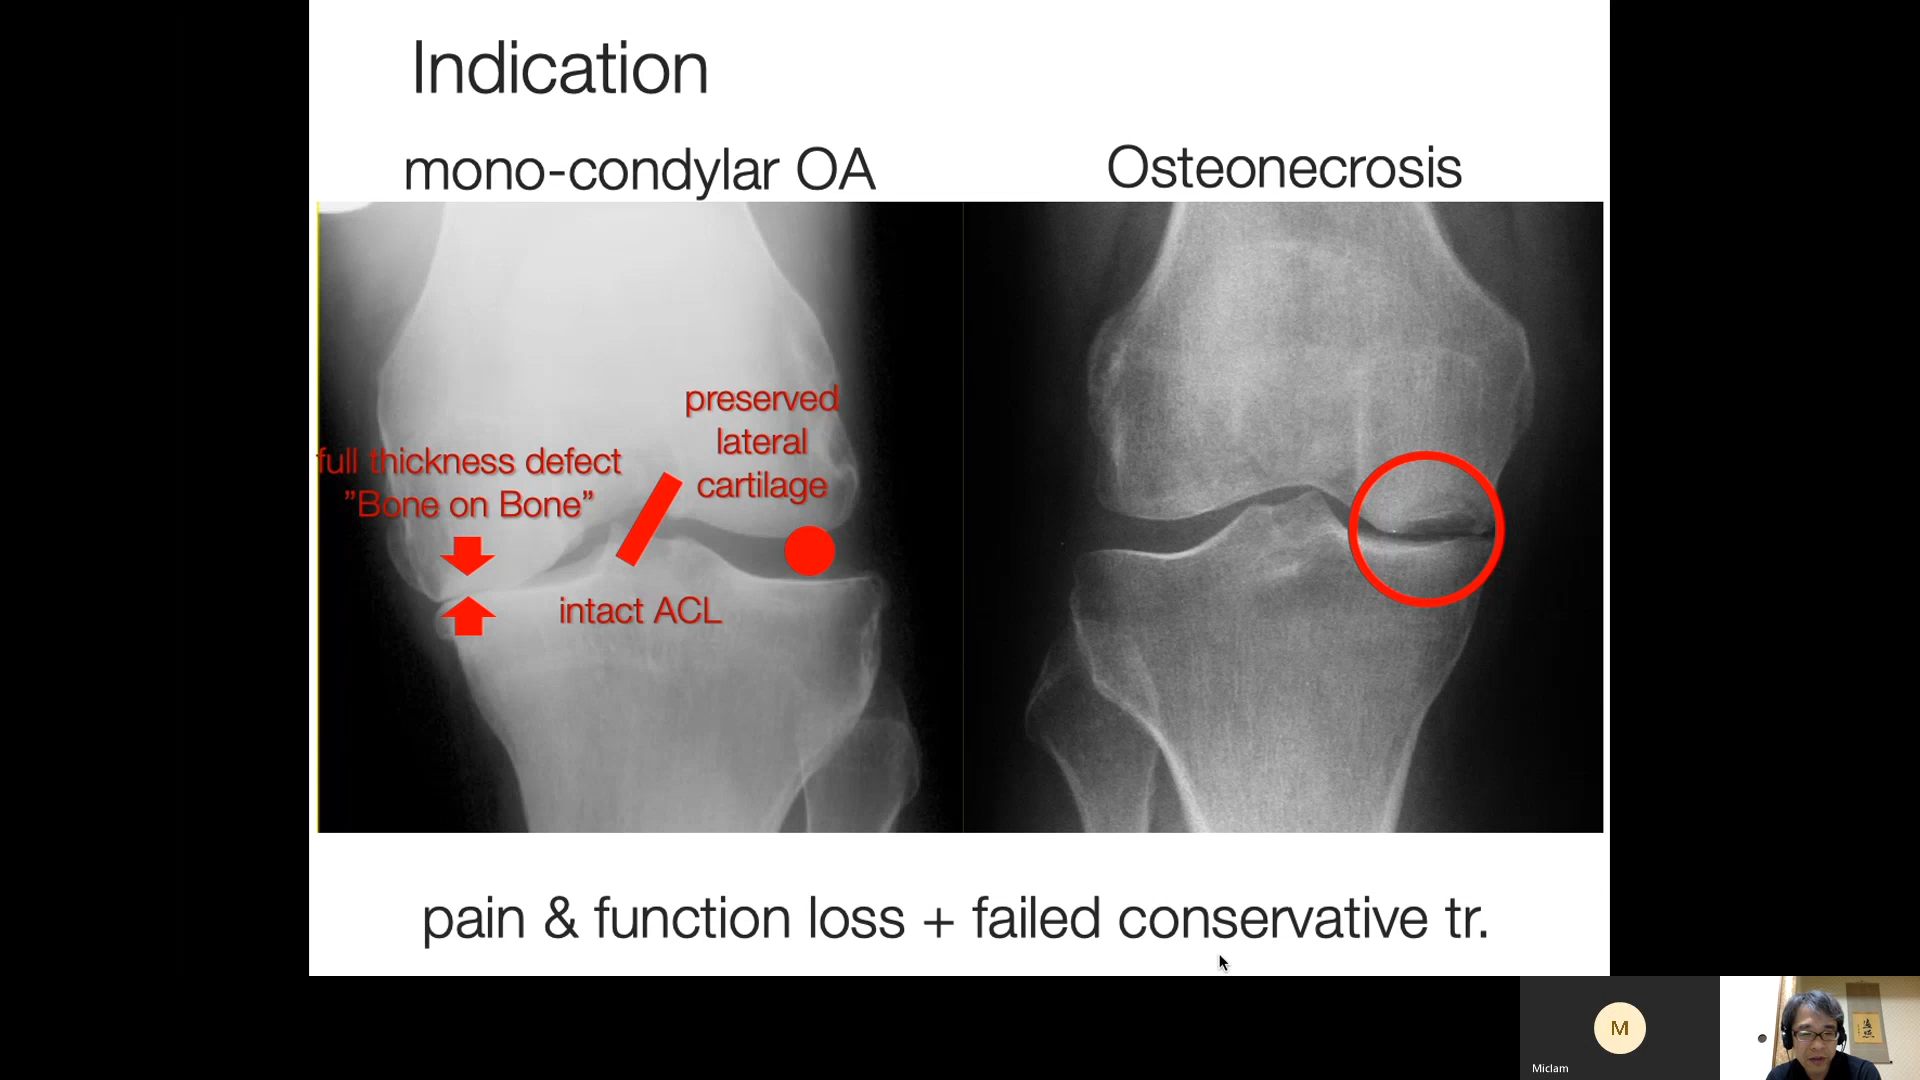 Indication
mono-condylar OA
Osteonecrosis
preserved
lateral
cartilage
full thickness defect
”Bone on Bone”
intact ACL
pain & function loss + failed conservative tr.
M
Miclam